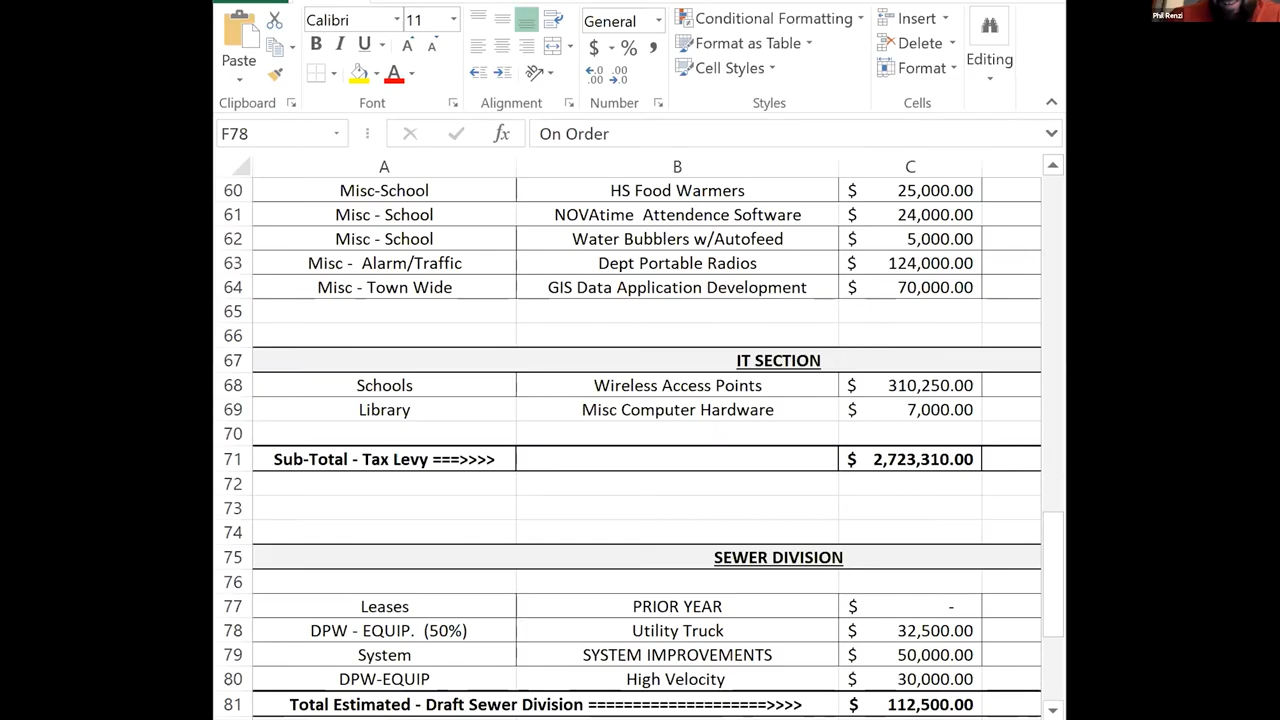 Calibri 11 General Conditional Formatting Insert
B I U A A $ % , Format as Table Delete
Paste A Cell Styles Format Editing
Clipboard Font Alignment Number Styles Cells
F78 fx On Order
A B C
60 Misc-School HS Food Warmers $ 25,000.00
61 Misc - School NOVAtime Attendence Software $ 24,000.00
62 Misc - School Water Bubblers w/Autofeed $ 5,000.00
63 Misc - Alarm/Traffic Dept Portable Radios $ 124,000.00
64 Misc - Town Wide GIS Data Application Development $ 70,000.00
65
66
67 IT SECTION
68 Schools Wireless Access Points $ 310,250.00
69 Library Misc Computer Hardware $ 7,000.00
70
71 Sub-Total - Tax Levy ===>>>> $ 2,723,310.00
72
73
74
75 SEWER DIVISION
76
77 Leases PRIOR YEAR $ -
78 DPW - EQUIP. (50%) Utility Truck $ 32,500.00
79 System SYSTEM IMPROVEMENTS $ 50,000.00
80 DPW-EQUIP High Velocity $ 30,000.00
81 Total Estimated - Draft Sewer Division ====================>>>> $ 112,500.00
Phil Renzi